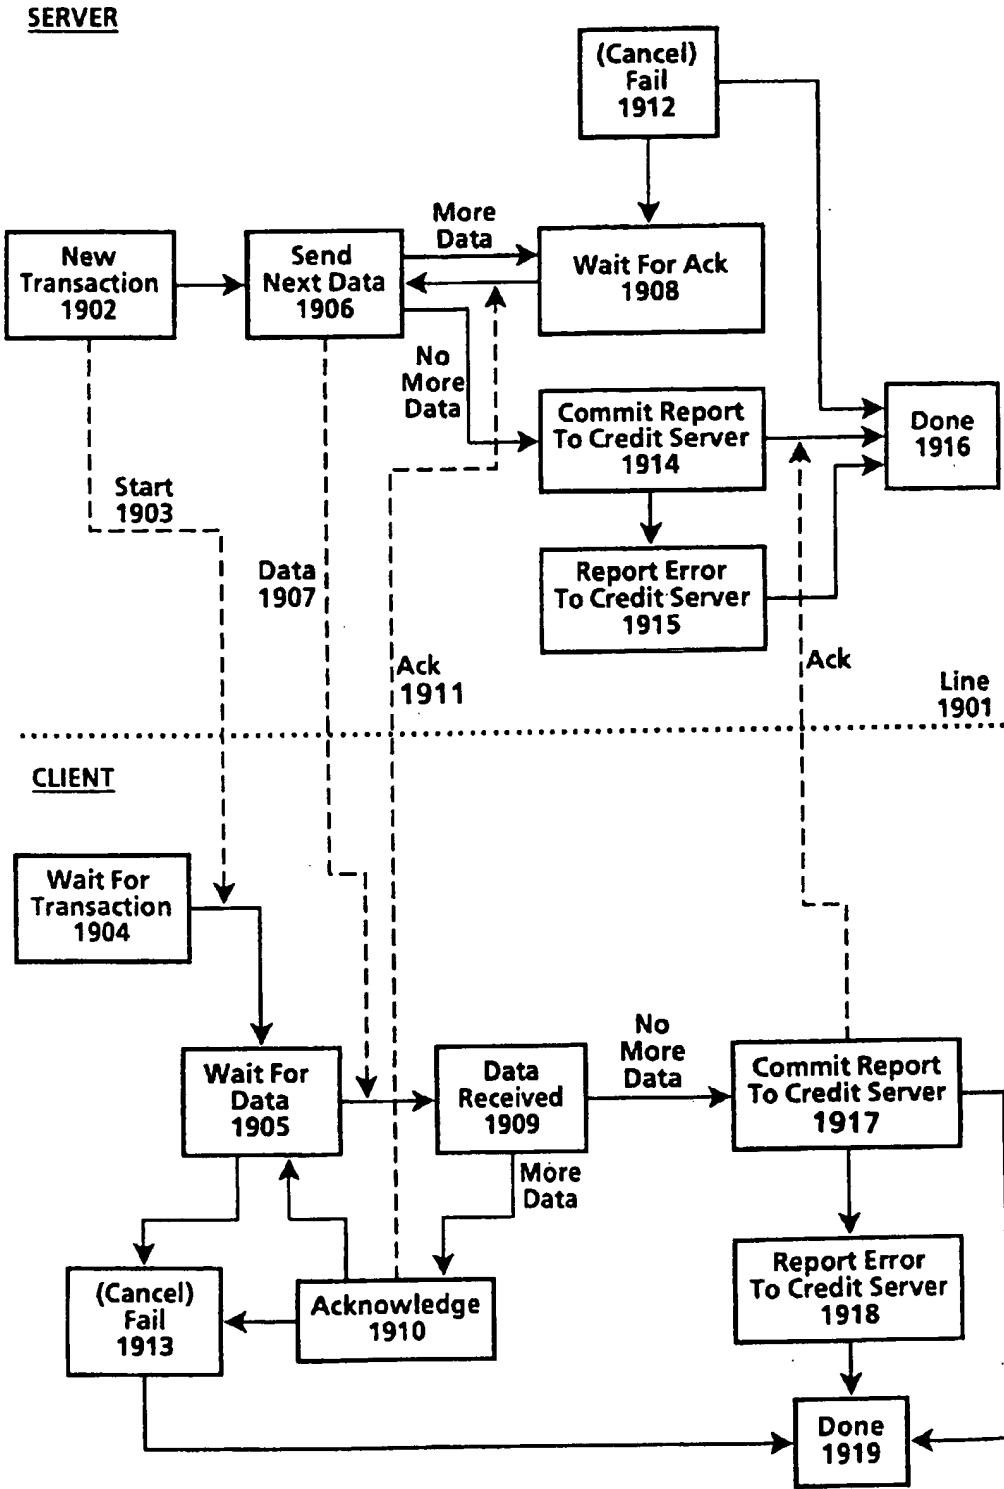 SERVER
(Cancel)
Fail
1912
New
Transaction
1902
Send
Next Data
1906
More
Data
Wait For Ack
1908
No
More
Data
Commit Report
To Credit Server
1914
Done
1916
Start
1903
Data
1907
Report Error
To Credit Server
1915
Ack
1911
Ack
Line
1901
CLIENT
Wait For
Transaction
1904
Wait For
Data
1905
Data
Received
1909
No
More
Data
Commit Report
To Credit Server
1917
More
Data
(Cancel)
Fail
1913
Acknowledge
1910
Report Error
To Credit Server
1918
Done
1919